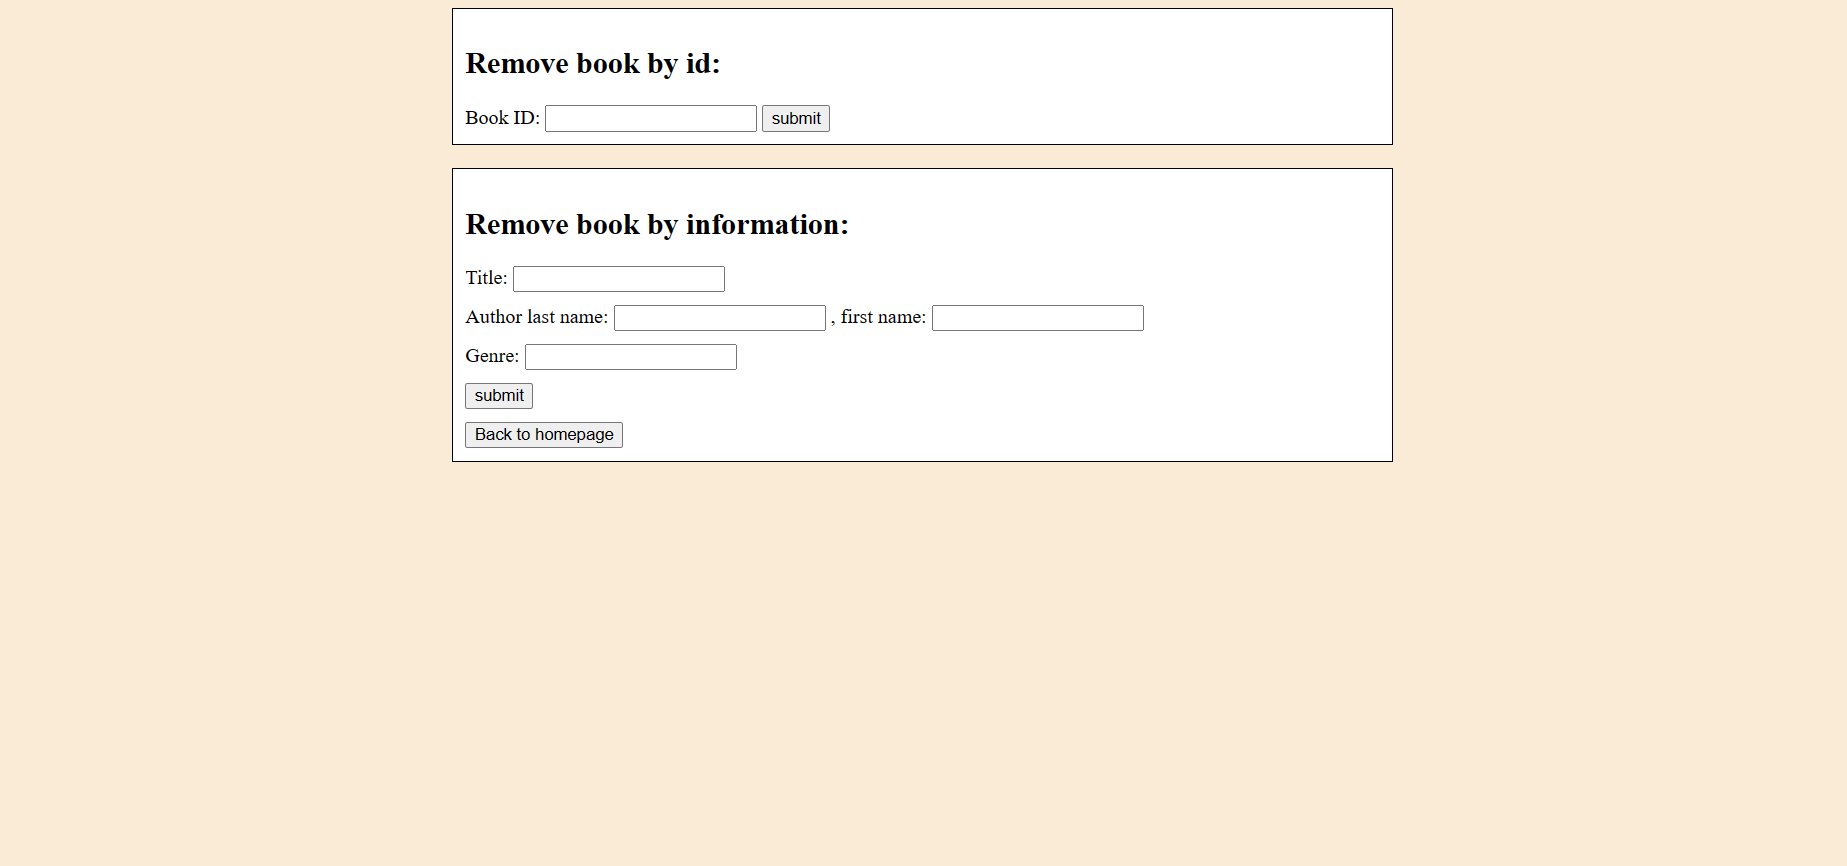 Remove book by id:
Book ID: submit
Remove book by information:
Title:
Author last name: , first name:
Genre:
submit
Back to homepage